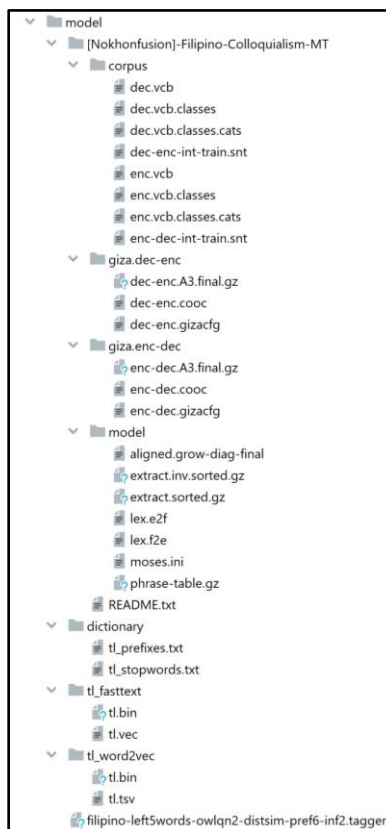 model
[Nokhonfusion]-Filipino-Colloquialism-MT
corpus
dec.vcb
dec.vcb.classes
dec.vcb.classes.cats
dec-enc-int-train.snt
enc.vcb
enc.vcb.classes
enc.vcb.classes.cats
enc-dec-int-train.snt
giza.dec-enc
dec-enc.A3.final.gz
dec-enc.cooc
dec-enc.gizacfg
giza.enc-dec
enc-dec.A3.final.gz
enc-dec.cooc
enc-dec.gizacfg
model
aligned.grow-diag-final
extract.inv.sorted.gz
extract.sorted.gz
lex.e2f
lex.f2e
moses.ini
phrase-table.gz
README.txt
dictionary
tl_prefixes.txt
tl_stopwords.txt
tl_fasttext
tl.bin
tl.vec
tl_word2vec
tl.bin
tl.tsv
filipino-left5words-owlqn2-distsim-pref6-inf2.tagger